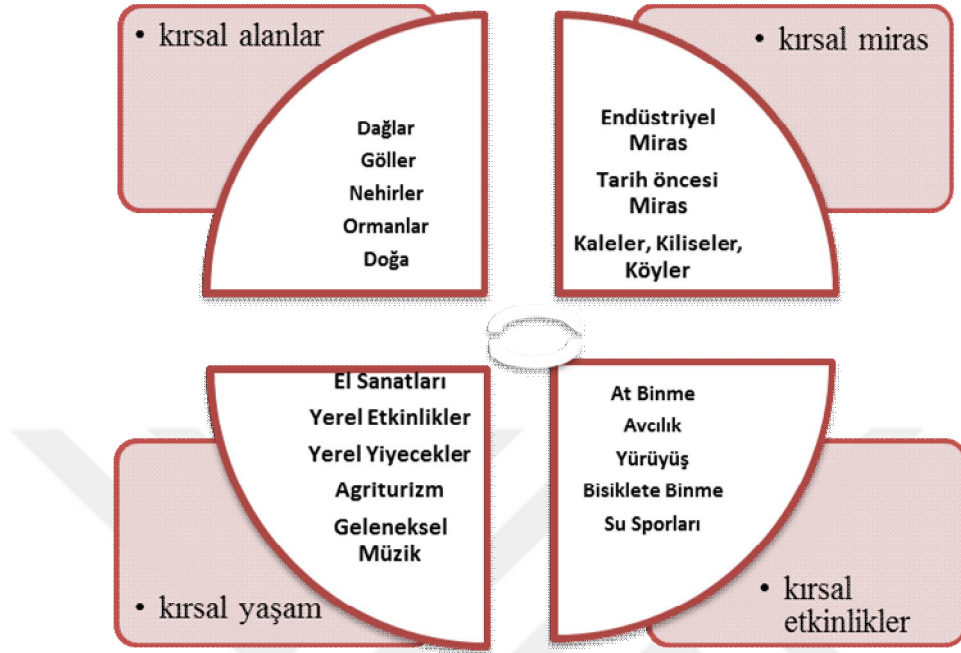 • kırsal alanlar
Dağlar
Göller
Nehirler
Ormanlar
Doğa
• kırsal miras
Endüstriyel
Miras
Tarih öncesi
Miras
Kaleler, Kiliseler,
Köyler
El Sanatları
Yerel Etkinlikler
Yerel Yiyecekler
Agriturizm
Geleneksel
Müzik
• kırsal yaşam
At Binme
Avcılık
Yürüyüş
Bisiklete Binme
Su Sporları
• kırsal
etkinlikler